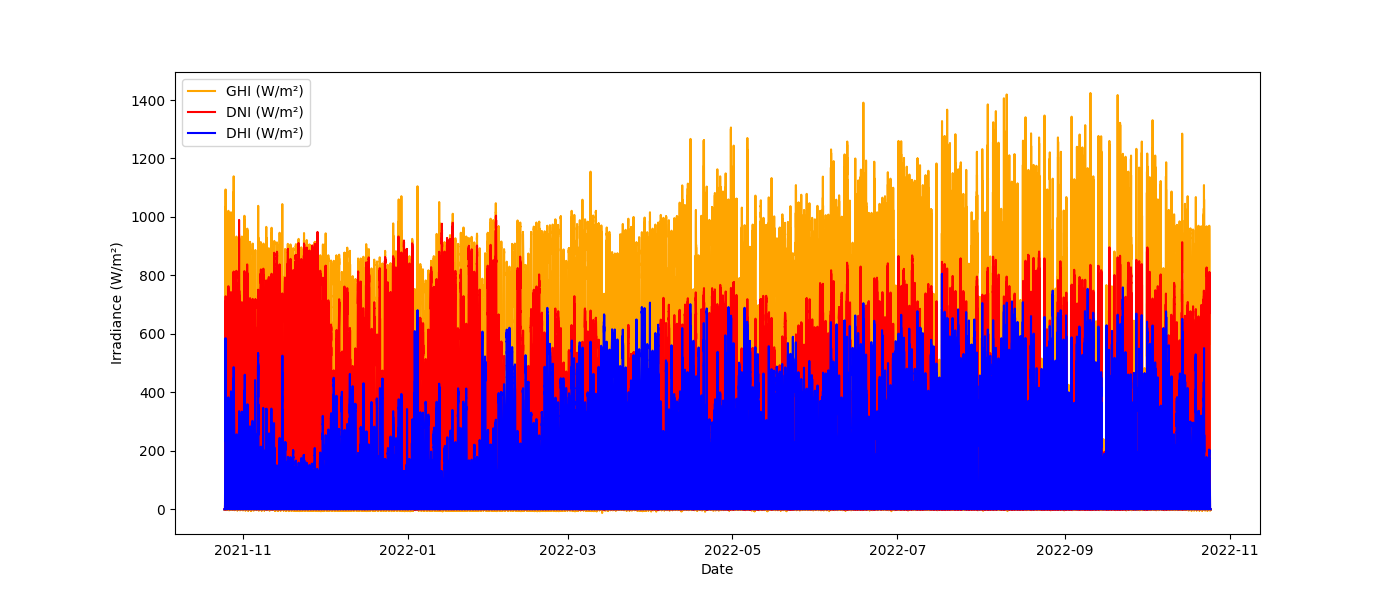 GHI (W/m²)
DNI (W/m²)
DHI (W/m²)
1400
1200
1000
800
600
400
200
0
Irradiance (W/m²)
2021-11 2022-01 2022-03 2022-05 2022-07 2022-09 2022-11
Date